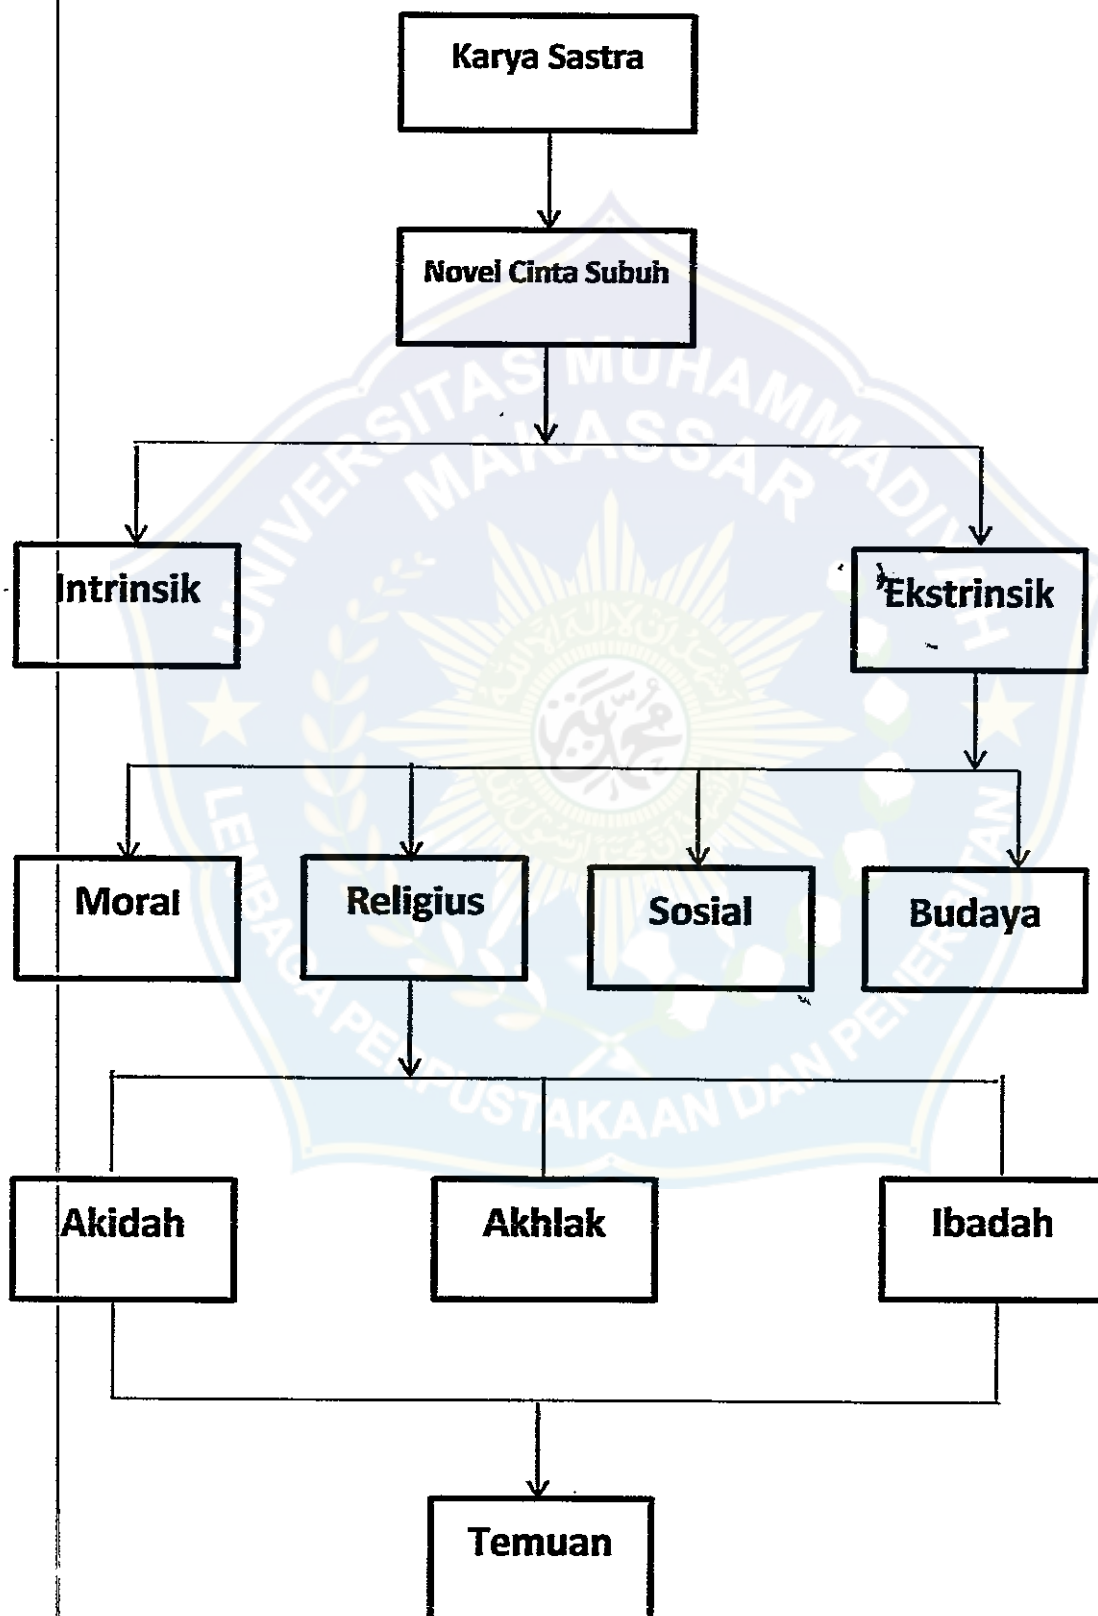 Karya Sastra
Novel Cinta Subuh
UNIVERSITAS MUHAMMADIYAH
MAKASSAR
Intrinsik
Ekstrinsik
Moral
Religius
Sosial
Budaya
LEMBAGA PERPUSTAKAAN DAN PENERBITAN
Akidah
Akhlak
Ibadah
Temuan